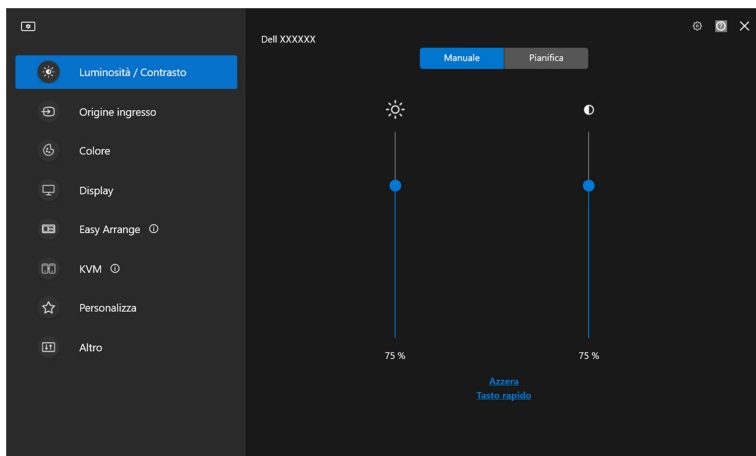 Dell XXXXXX
Manuale
Pianifica
Luminosità / Contrasto
Origine ingresso
Colore
Display
Easy Arrange
KVM
Personalizza
Altro
75 %
75 %
Azzera
Tasto rapido